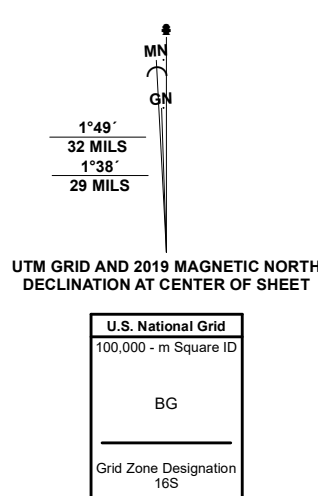 MN
GN
1°49´
32 MILS
1°38´
29 MILS
UTM GRID AND 2019 MAGNETIC NORTH
DECLINATION AT CENTER OF SHEET
U.S. National Grid
100,000 - m Square ID
BG
Grid Zone Designation
16S